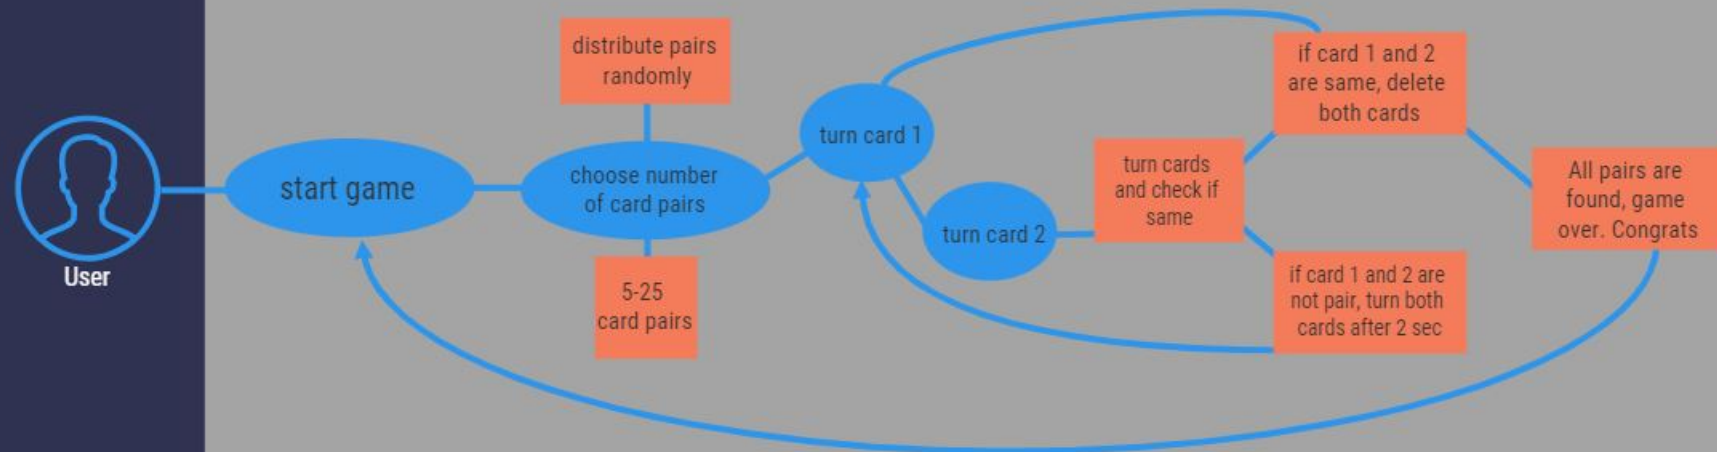 User
start game
distribute pairs
randomly
choose number
of card pairs
5-25
card pairs
turn card 1
turn card 2
turn cards
and check if
same
if card 1 and 2
are same, delete
both cards
if card 1 and 2 are
not pair, turn both
cards after 2 sec
All pairs are
found, game
over. Congrats